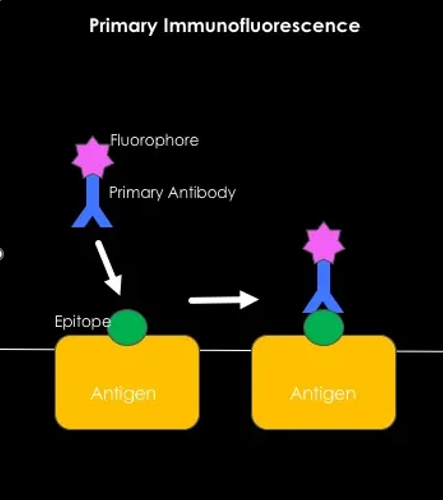 Primary Immunofluorescence
Fluorophore
Primary Antibody
Epitope
Antigen
Antigen